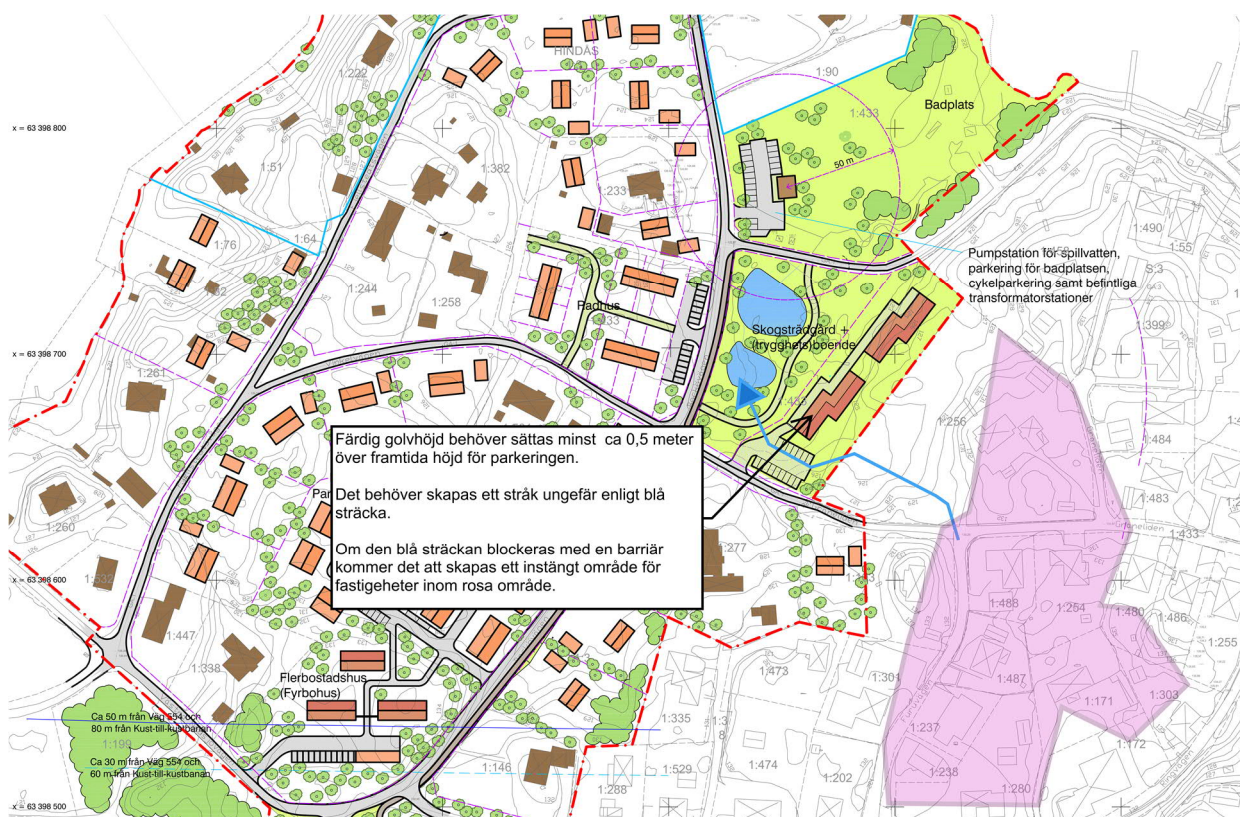 HINDÅS
1:222
1:90
1:433
Badplats
x = 63 398 800
50 m
1:51
1:382
1:233
1:490
1:55
1:76
1:64
Pumpstation för spillvatten,
parkering för badplatsen,
cykelparkering samt befintliga
transformatorstationer
S:3
1:244
1:258
Radhus
1:233
Skogsträdgård +
(trygghets)boende
1:399
x = 63 398 700
1:261
1:256
1:484
Färdig golvhöjd behöver sättas minst ca 0,5 meter
över framtida höjd för parkeringen.
Det behöver skapas ett stråk ungefär enligt blå
sträcka.
Om den blå sträckan blockeras med en barriär
kommer det att skapas ett instängt område för
fastigeheter inom rosa område.
1:483
1:433
1:260
1:277
x = 63 398 600
1:532
1:488
1:254
1:480
1:486
1:447
1:255
1:338
Flerbostadshus
(Fyrbohus)
1:473
1:301
1:487
1:303
1:171
Ca 50 m från Väg 554 och
80 m från Kust-till-kustbanan
1:199
1:335
1:237
1:172
Ca 30 m från Väg 554 och
60 m från Kust-till-kustbanan
1:146
1:529
1:474
1:202
1:238
1:280
1:288
x = 63 398 500